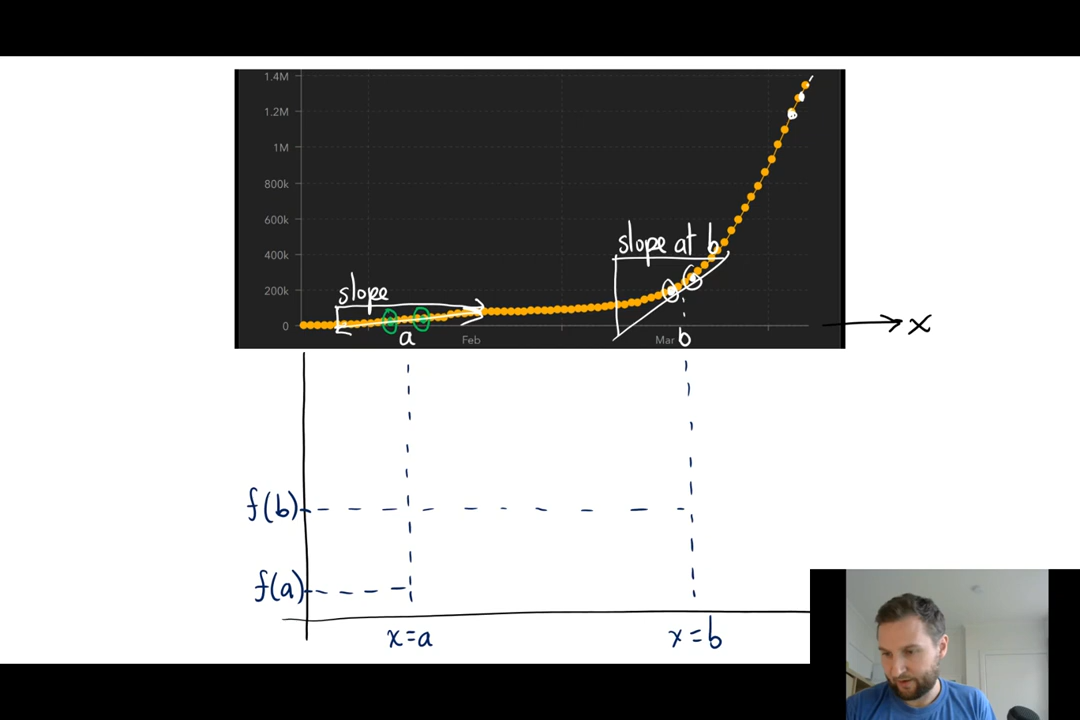 1.4M
1.2M
1M
800k
600k
400k
200k
0
slope at b
slope
a
Feb
Mar
b
x
f(b)
f(a)
x=a
x=b